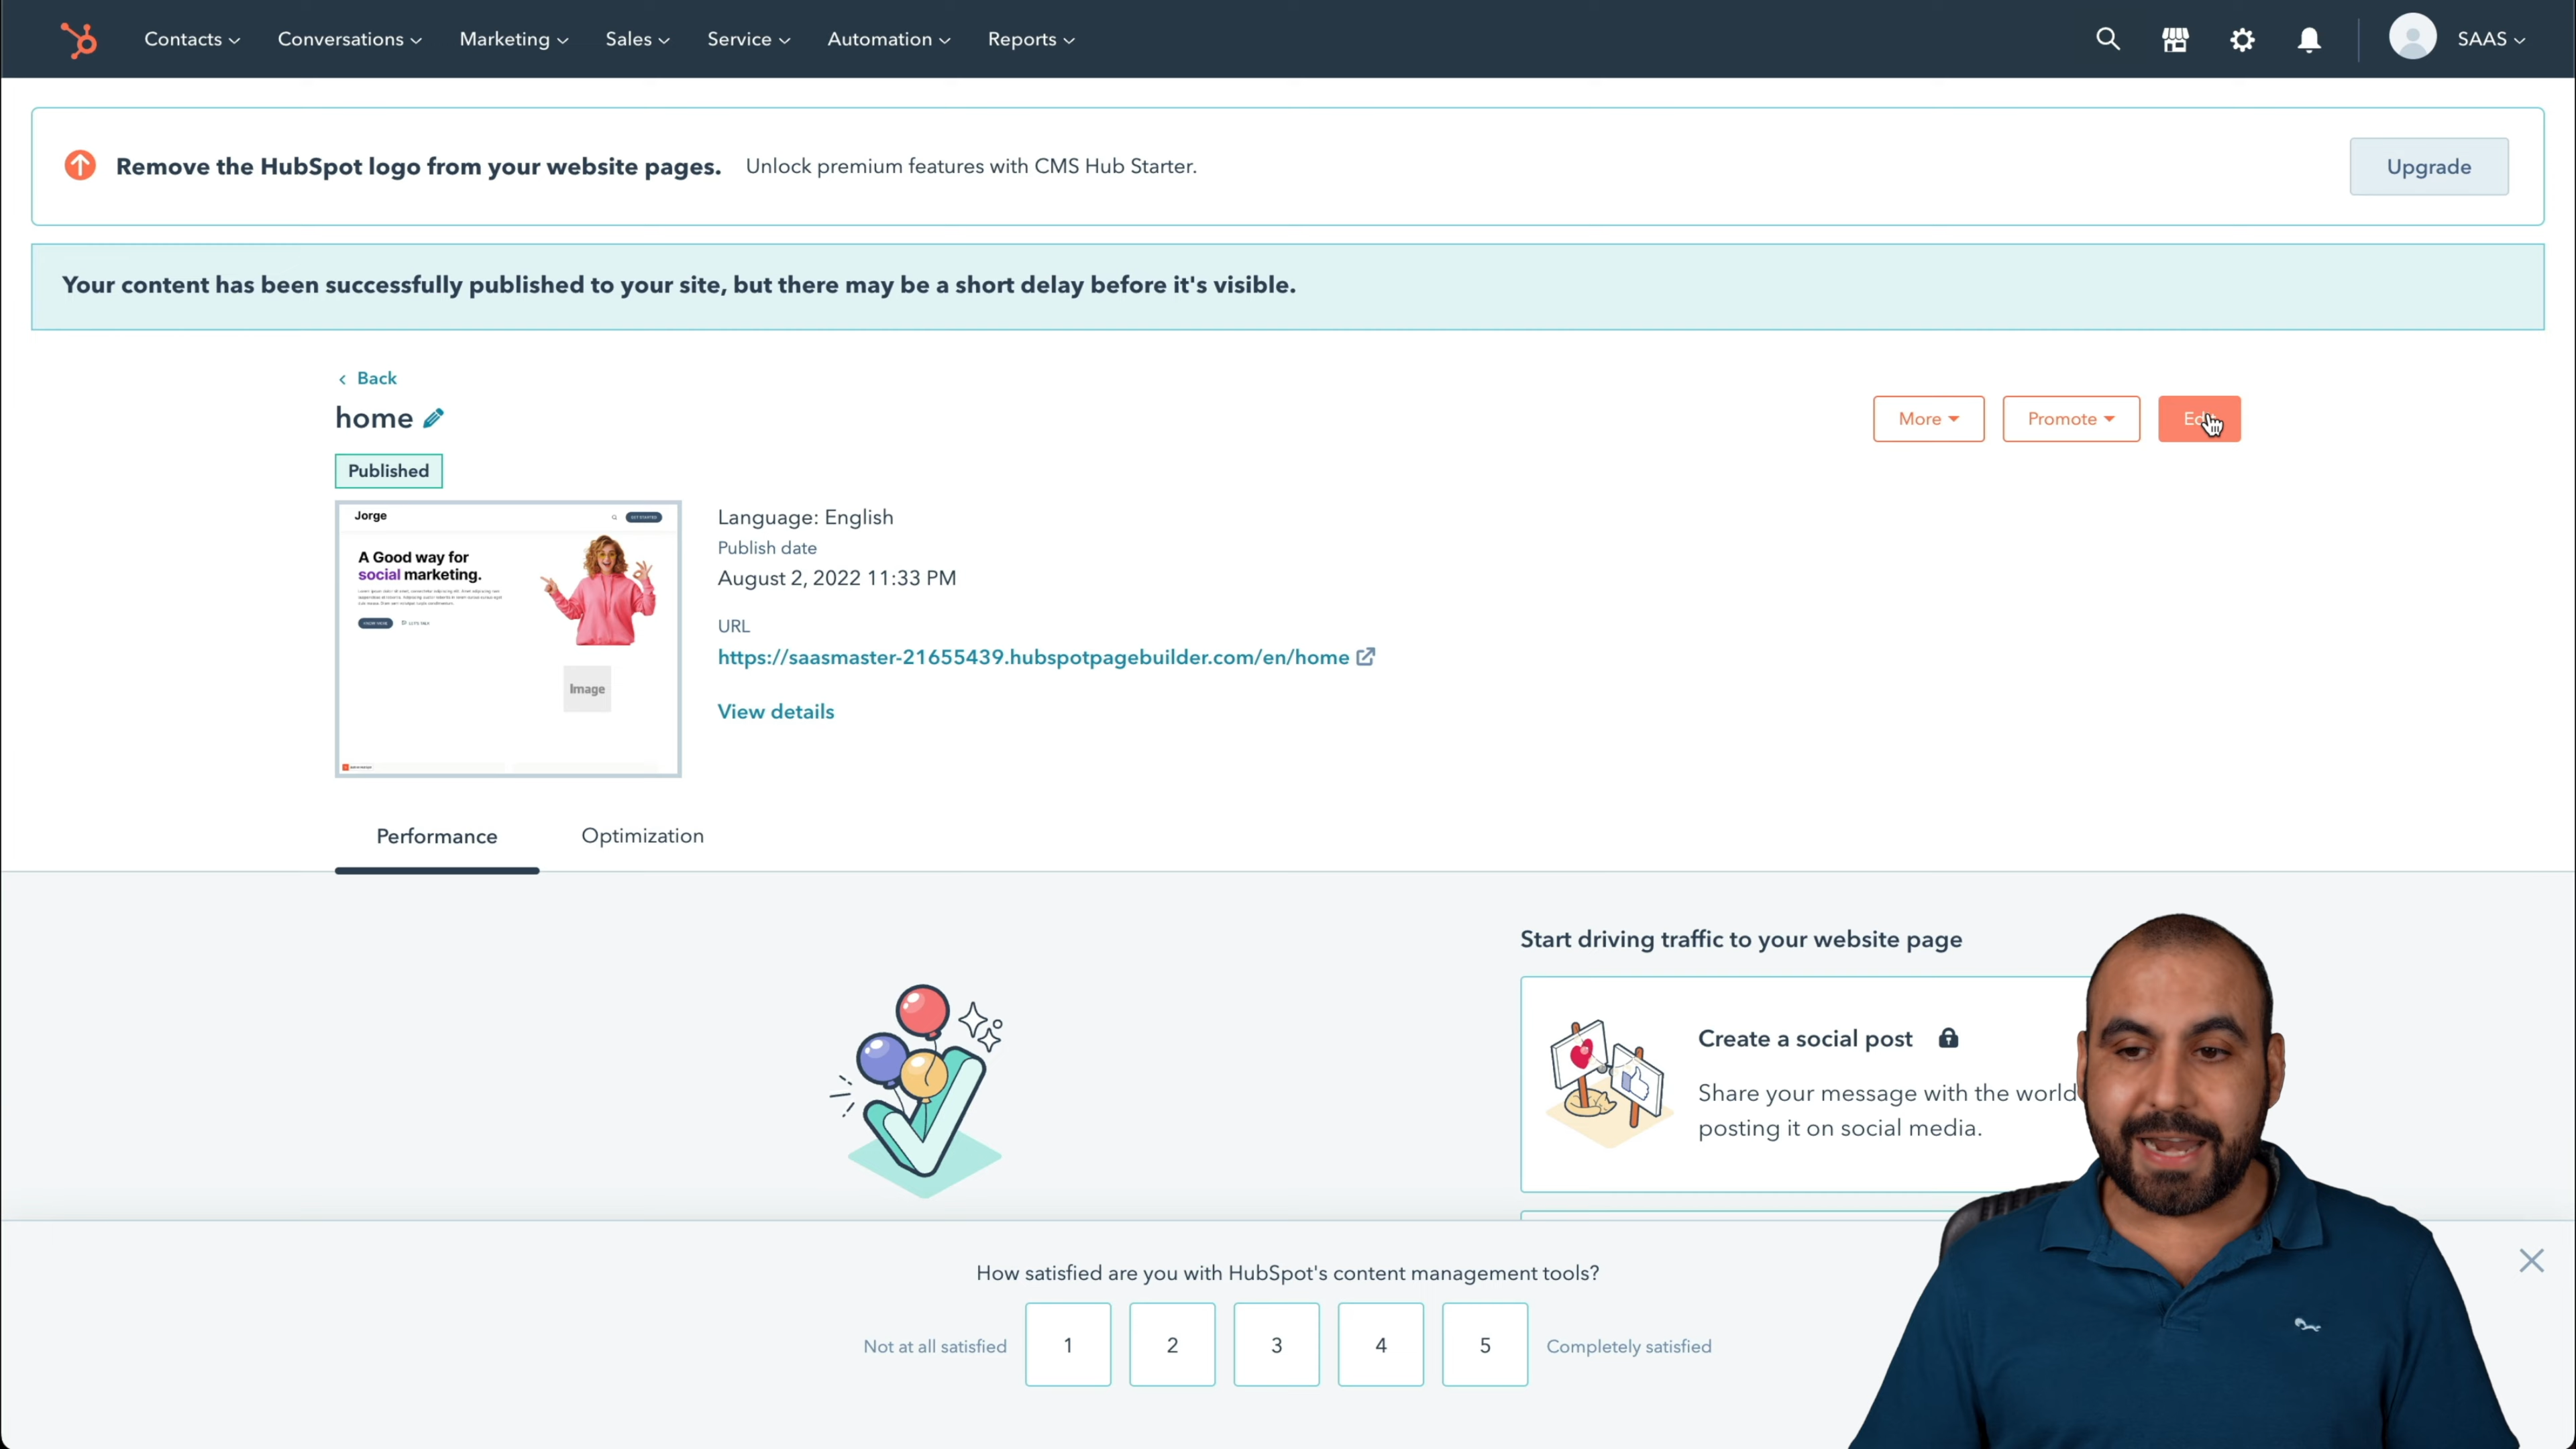 Contacts Conversations Marketing Sales Service Automation Reports SAAS
Remove the HubSpot logo from your website pages. Unlock premium features with CMS Hub Starter. Upgrade
Your content has been successfully published to your site, but there may be a short delay before it's visible.
Back
home
More Promote
Published
Jorge
GET STARTED
A Good way for
social marketing.
LET'S TALK
Image
Language: English
Publish date
August 2, 2022 11:33 PM
URL
https://saasmaster-21655439.hubspotpagebuilder.com/en/home
View details
Performance Optimization
Start driving traffic to your website page
Create a social post
Share your message with the world
posting it on social media.
How satisfied are you with HubSpot's content management tools?
Not at all satisfied 1 2 3 4 5 Completely satisfied